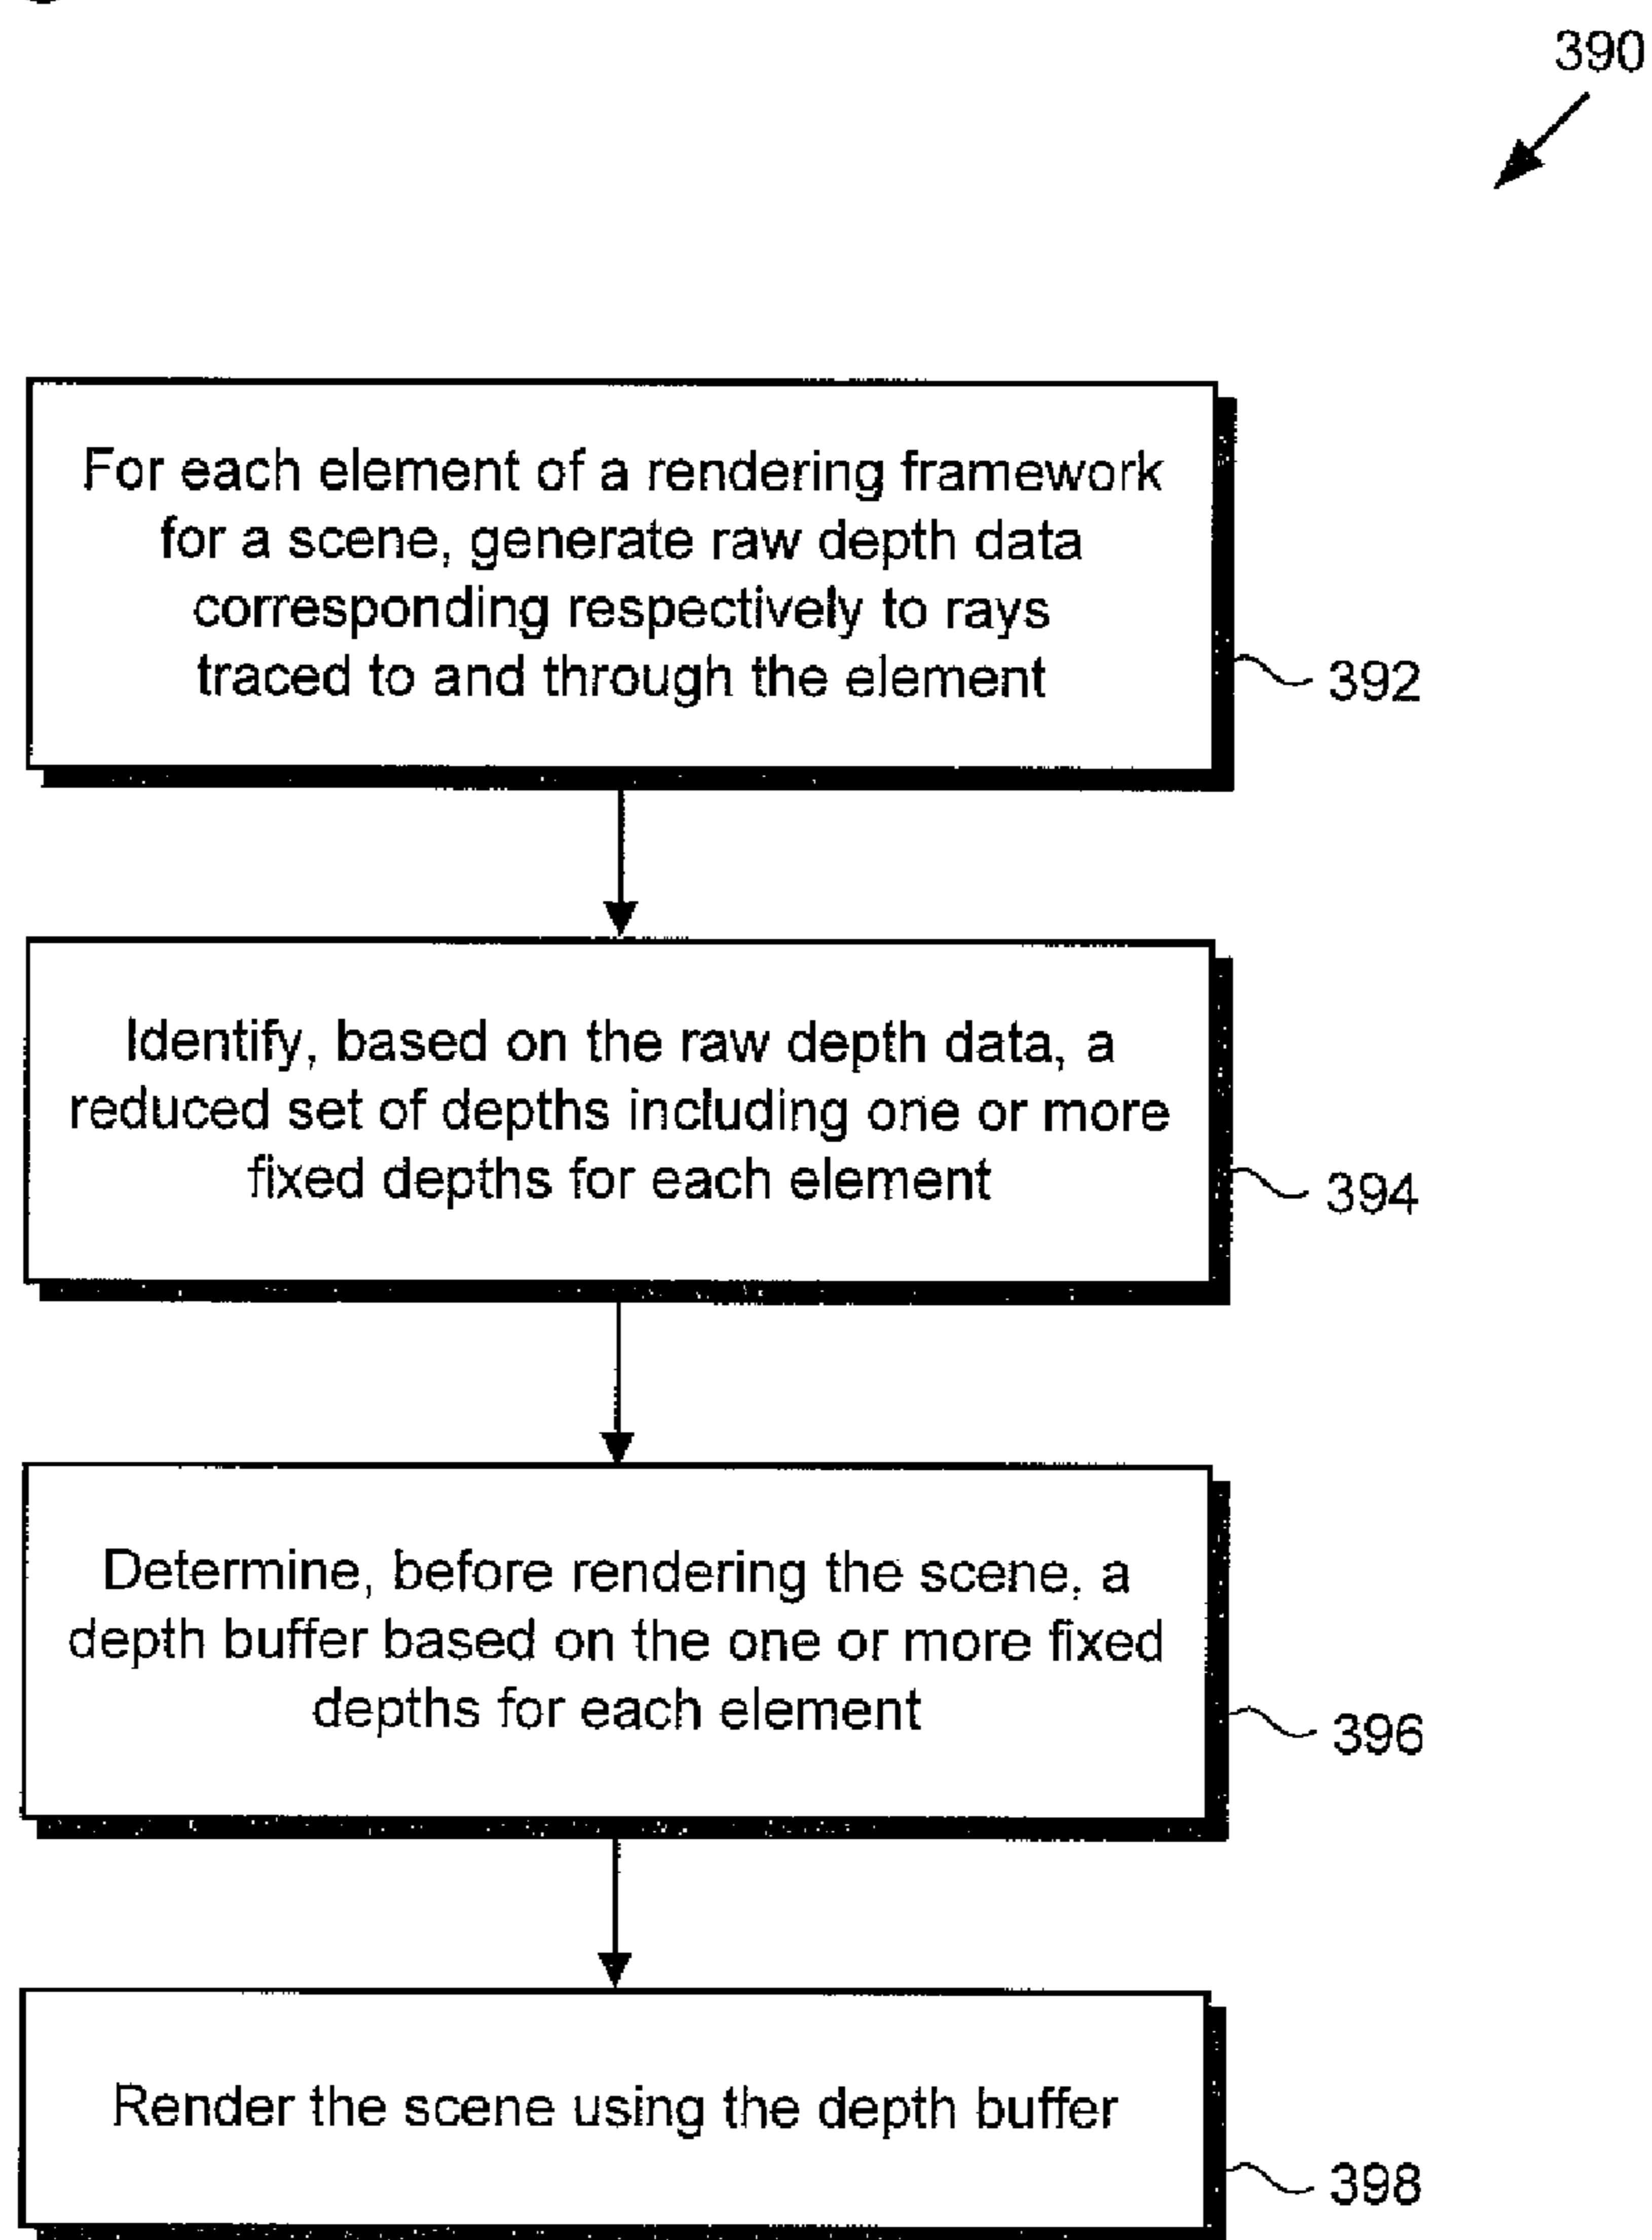 390
For each element of a rendering framework
for a scene, generate raw depth data
corresponding respectively to rays
traced to and through the element
392
Identify, based on the raw depth data, a
reduced set of depths including one or more
fixed depths for each element
394
Determine, before rendering the scene, a
depth buffer based on the one or more fixed
depths for each element
396
Render the scene using the depth buffer
398